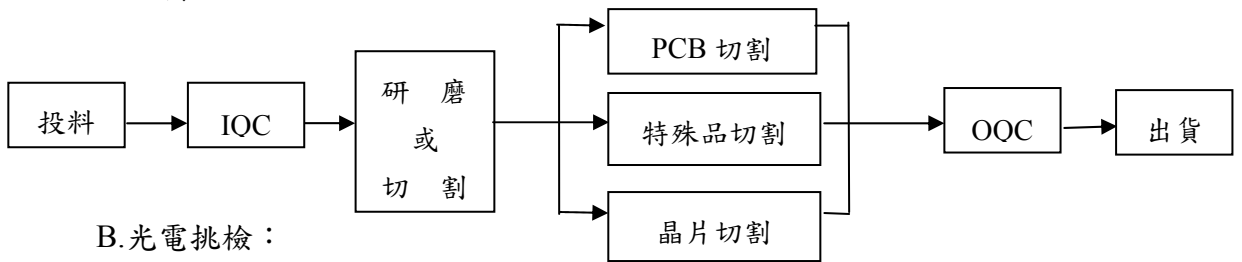 PCB 切割
投料
IQC
研 磨
或
切 割
特殊品切割
OQC
出貨
晶片切割
B.光電挑檢：